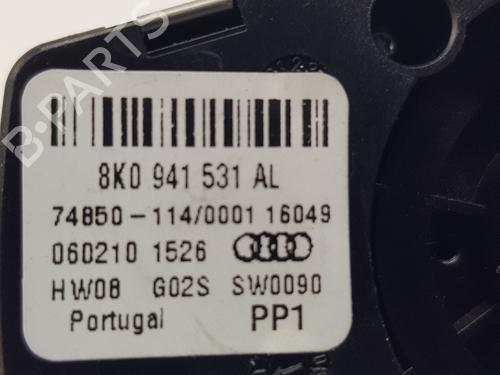 B-PARTS
8K0 941 531 AL
74850-114/0001 16049
060210 1526
HW08 G02S SW0090
Portugal PP1